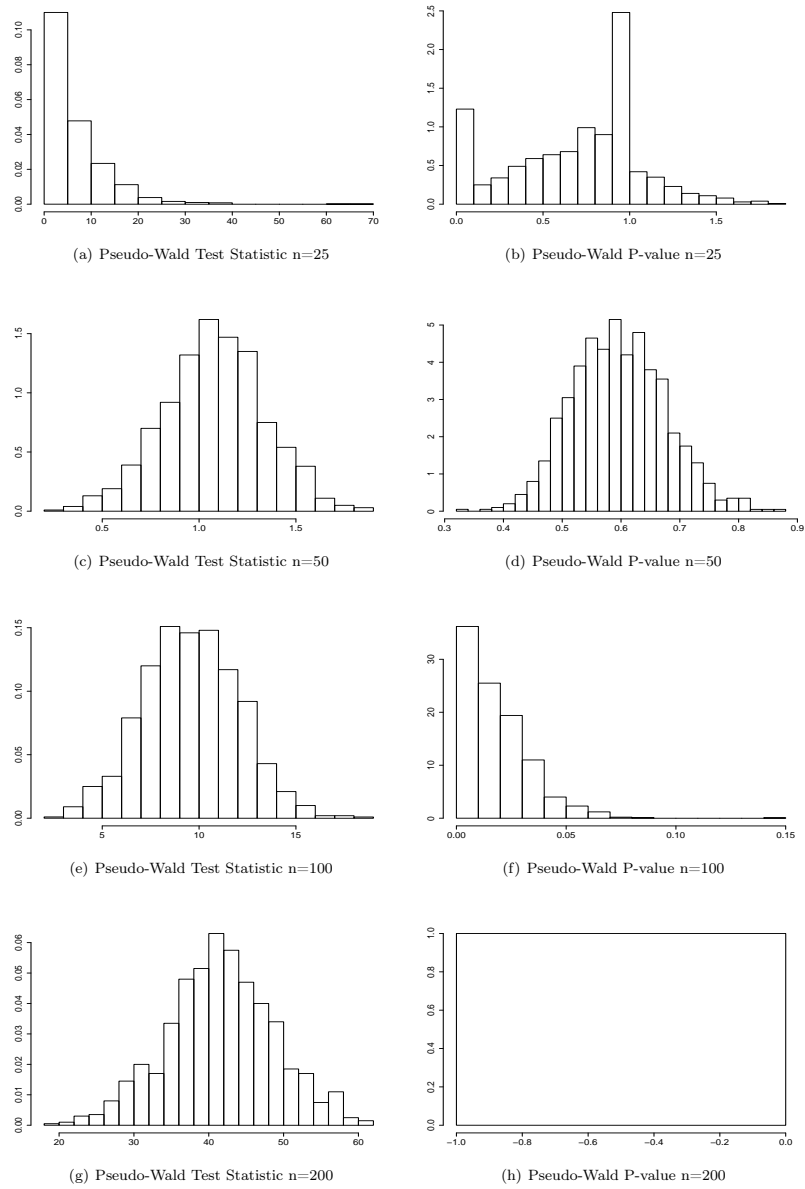 0.00 0.02 0.04 0.06 0.08 0.10
0 10 20 30 40 50 60 70
(a) Pseudo-Wald Test Statistic n=25
0.0 0.5 1.0 1.5 2.0 2.5
0.0 0.5 1.0 1.5
(b) Pseudo-Wald P-value n=25
0.0 0.5 1.0 1.5
0.5 1.0 1.5
(c) Pseudo-Wald Test Statistic n=50
0 1 2 3 4 5
0.3 0.4 0.5 0.6 0.7 0.8 0.9
(d) Pseudo-Wald P-value n=50
0.00 0.05 0.10 0.15
5 10 15
(e) Pseudo-Wald Test Statistic n=100
0 10 20 30
0.00 0.05 0.10 0.15
(f) Pseudo-Wald P-value n=100
0.00 0.01 0.02 0.03 0.04 0.05 0.06
20 30 40 50 60
(g) Pseudo-Wald Test Statistic n=200
0.0 0.2 0.4 0.6 0.8 1.0
−1.0 −0.8 −0.6 −0.4 −0.2 0.0
(h) Pseudo-Wald P-value n=200